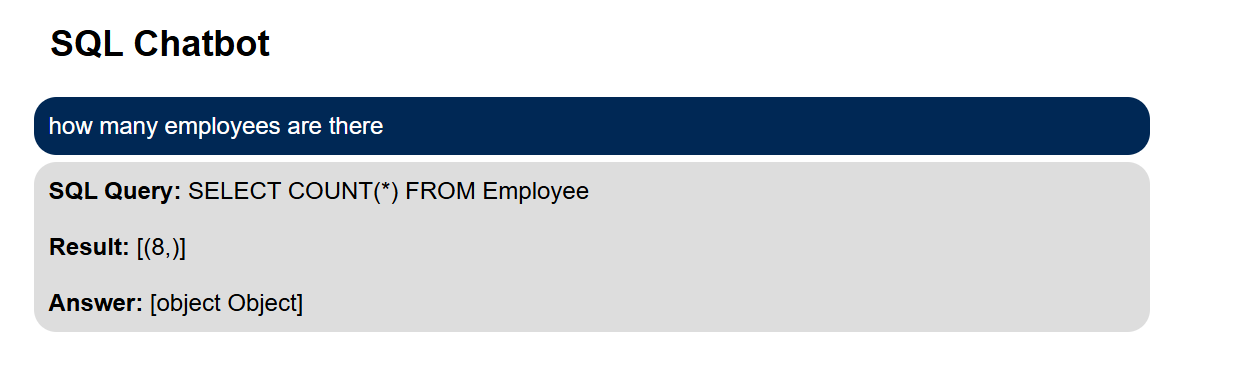 SQL Chatbot
how many employees are there
SQL Query: SELECT COUNT(*) FROM Employee
Result: [(8,)]
Answer: [object Object]